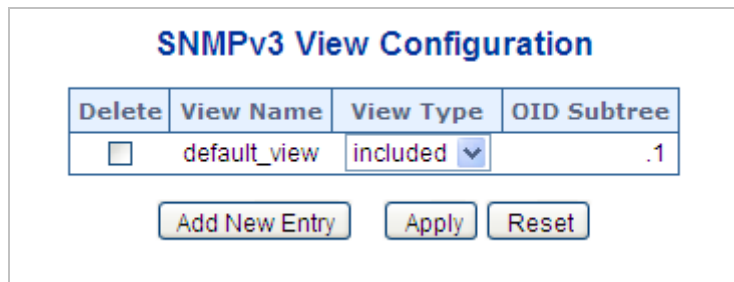 SNMPv3 View Configuration
Delete View Name View Type OID Subtree
default_view included .1
Add New Entry Apply Reset